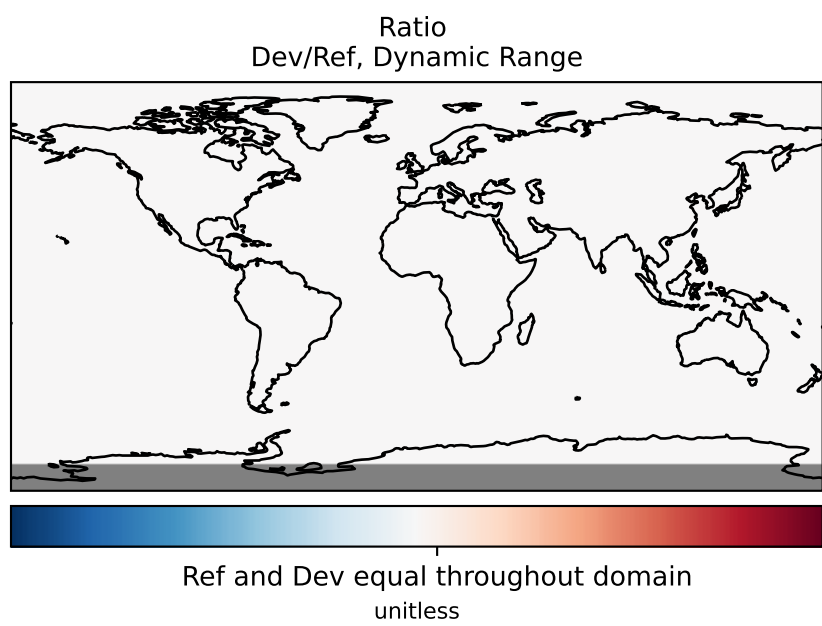 Ratio
Dev/Ref, Dynamic Range
Ref and Dev equal throughout domain
unitless